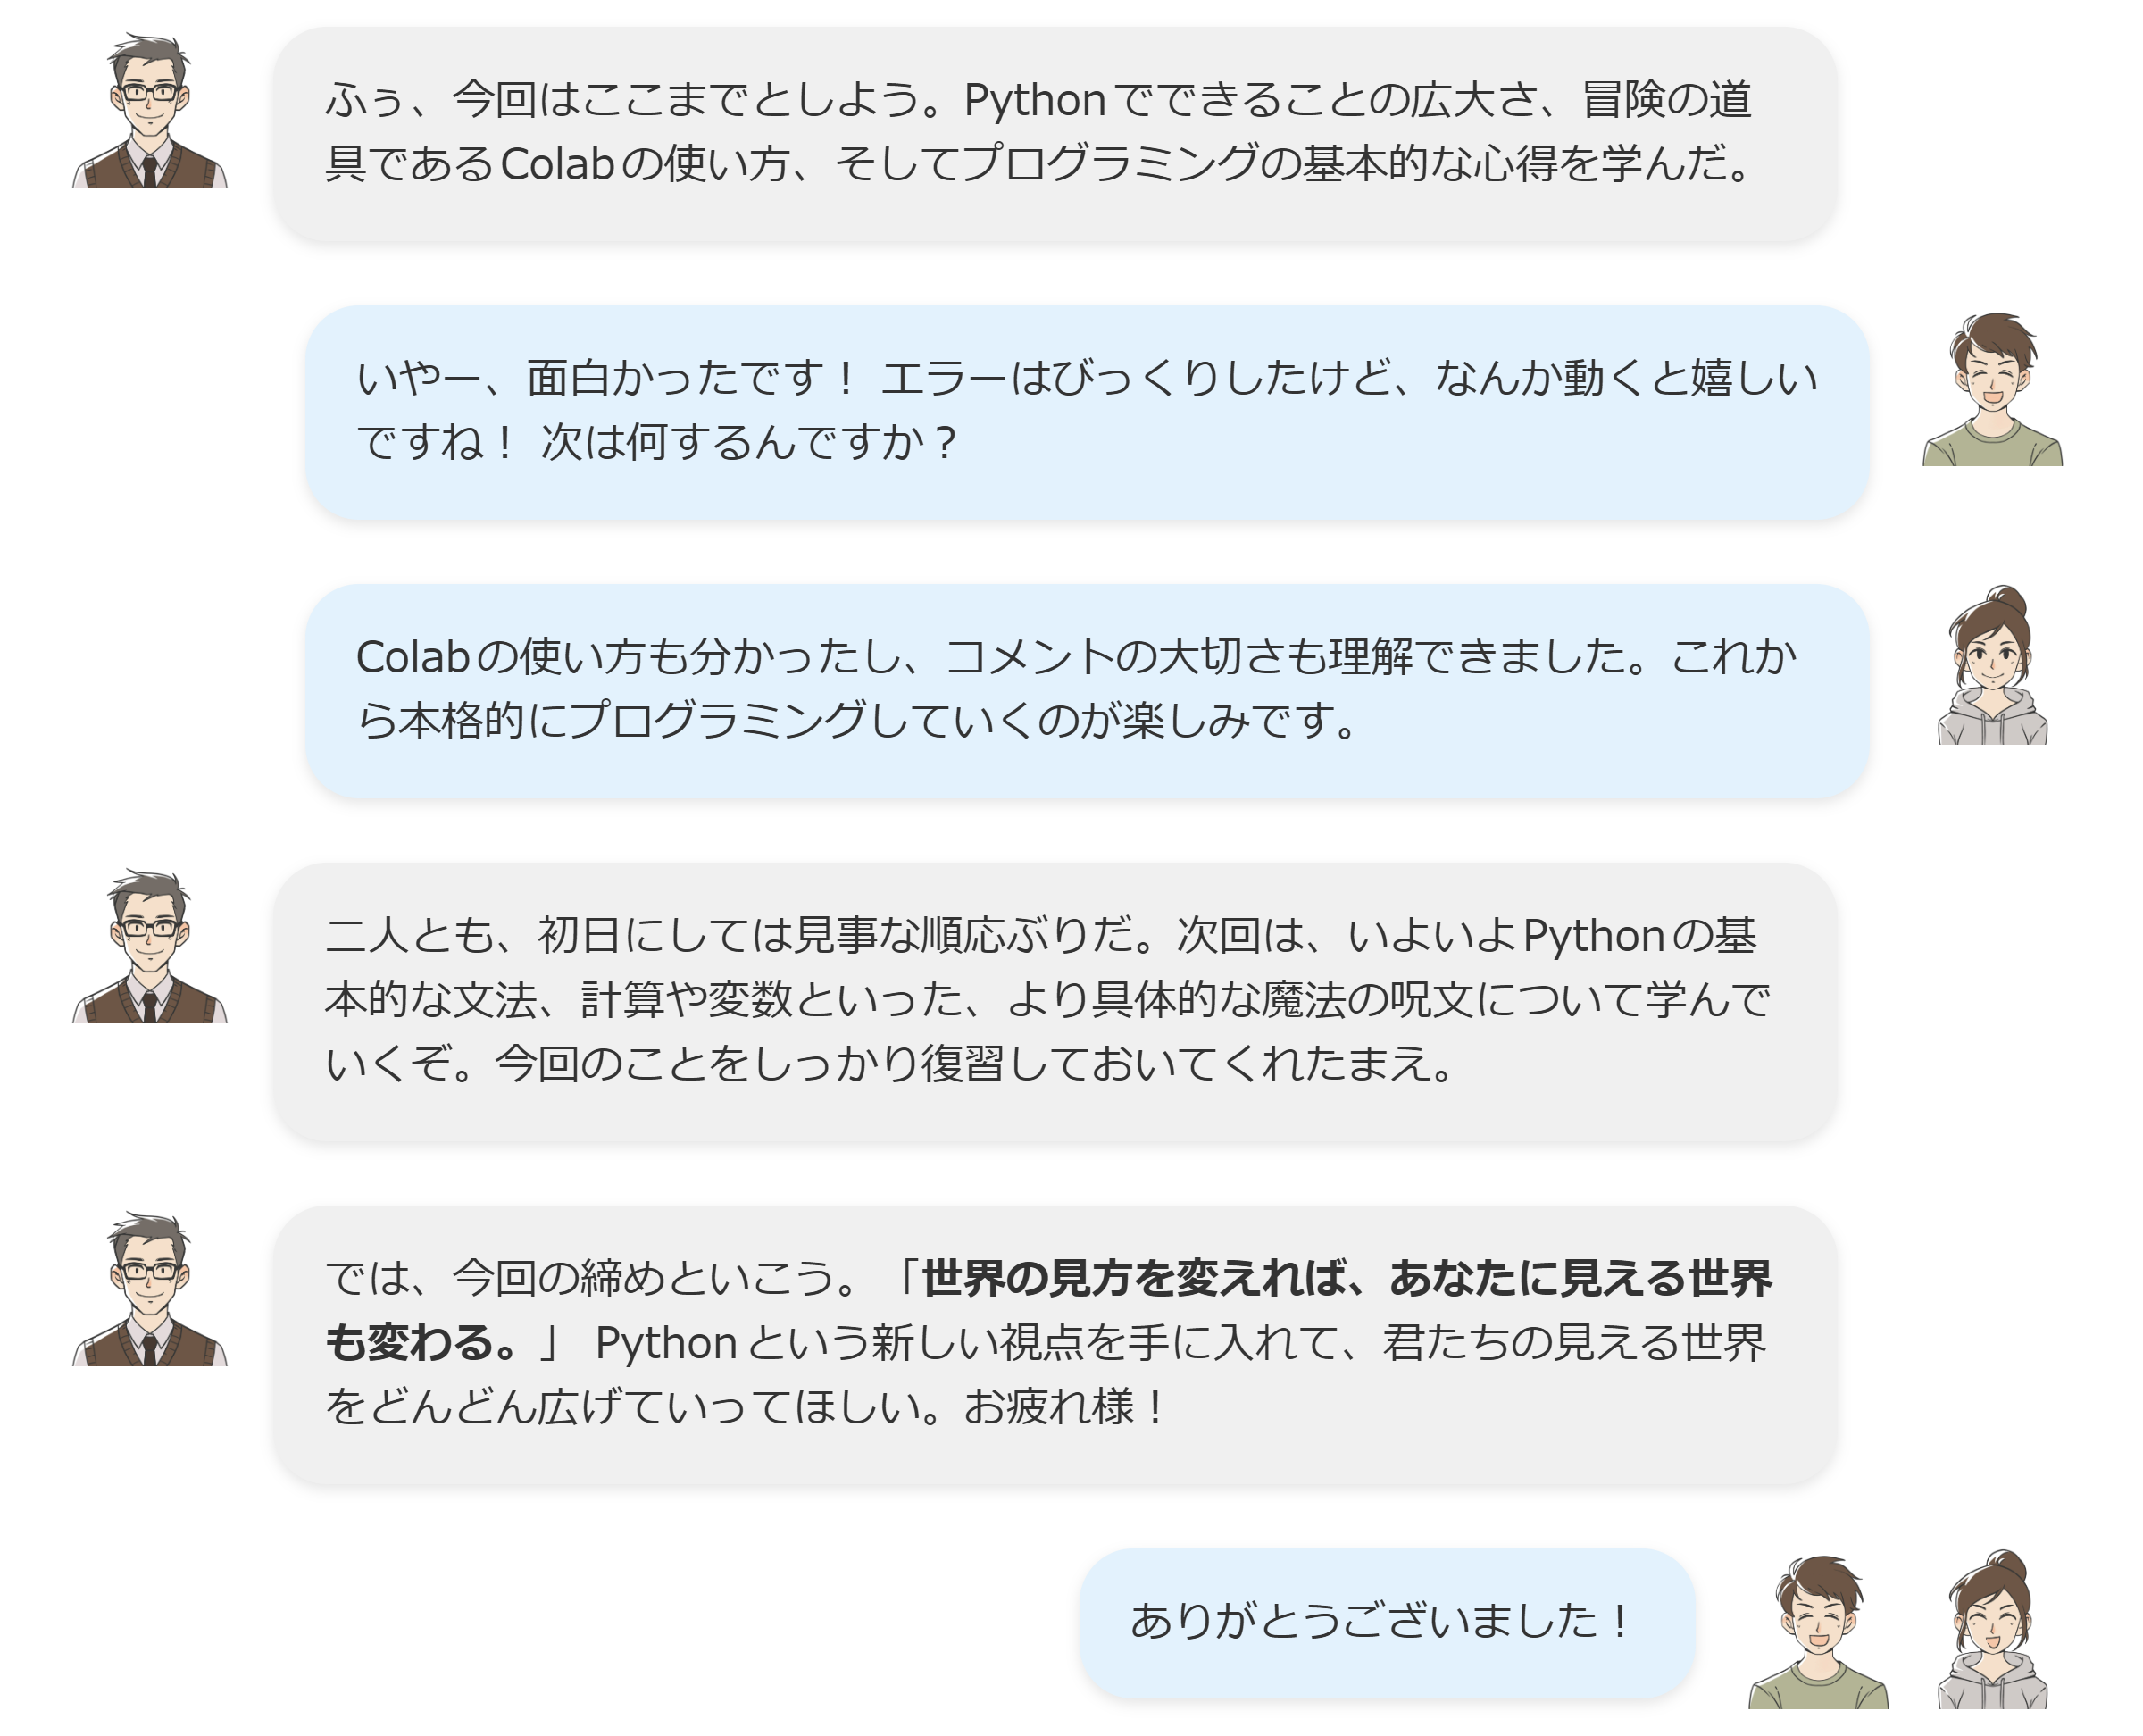 ふぅ、今回はここまでとしよう。Pythonでできることの広大さ、冒険の道
具であるColabの使い方、そしてプログラミングの基本的な心得を学んだ。
いやー、面白かったです！ エラーはびっくりしたけど、なんか動くと嬉しい
ですね！ 次は何するんですか？
Colabの使い方も分かったし、コメントの大切さも理解できました。これか
ら本格的にプログラミングしていくのが楽しみです。
二人とも、初日にしては見事な順応ぶりだ。次回は、いよいよPythonの基
本的な文法、計算や変数といった、より具体的な魔法の呪文について学んで
いくぞ。今回のことをしっかり復習しておいてくれたまえ。
では、今回の締めといこう。「世界の見方を変えれば、あなたに見える世界
も変わる。」 Pythonという新しい視点を手に入れて、君たちの見える世界
をどんどん広げていってほしい。お疲れ様！
ありがとうございました！